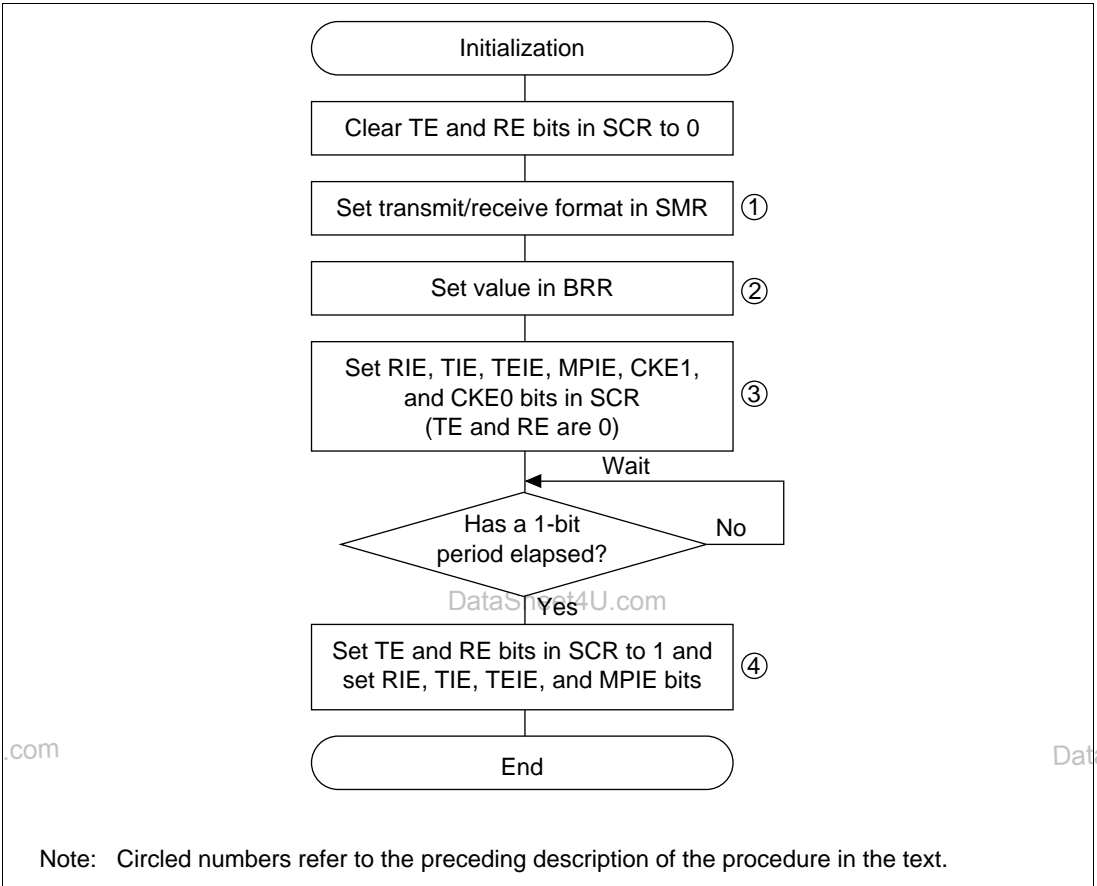 Initialization
Clear TE and RE bits in SCR to 0
Set transmit/receive format in SMR ①
Set value in BRR ②
Set RIE, TIE, TEIE, MPIE, CKE1,
and CKE0 bits in SCR
(TE and RE are 0)
③
Wait
Has a 1-bit
period elapsed?
No
DataSheet4U.com
Yes
Set TE and RE bits in SCR to 1 and
set RIE, TIE, TEIE, and MPIE bits
④
.com
Data
End
Note: Circled numbers refer to the preceding description of the procedure in the text.